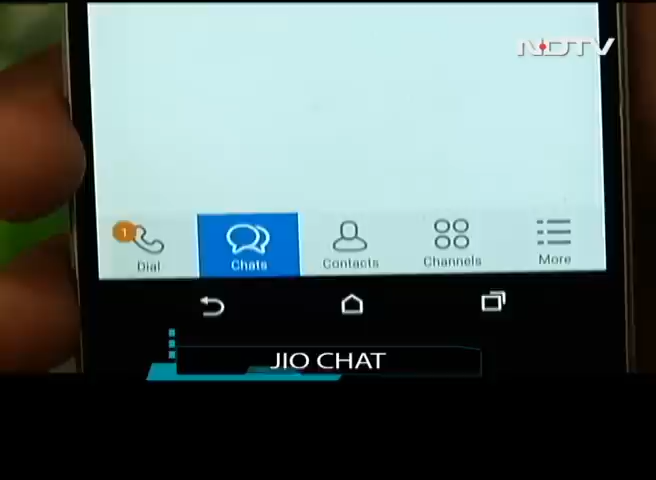 NDTV
1
Dial
Chats
Contacts
Channels
More
JIO CHAT